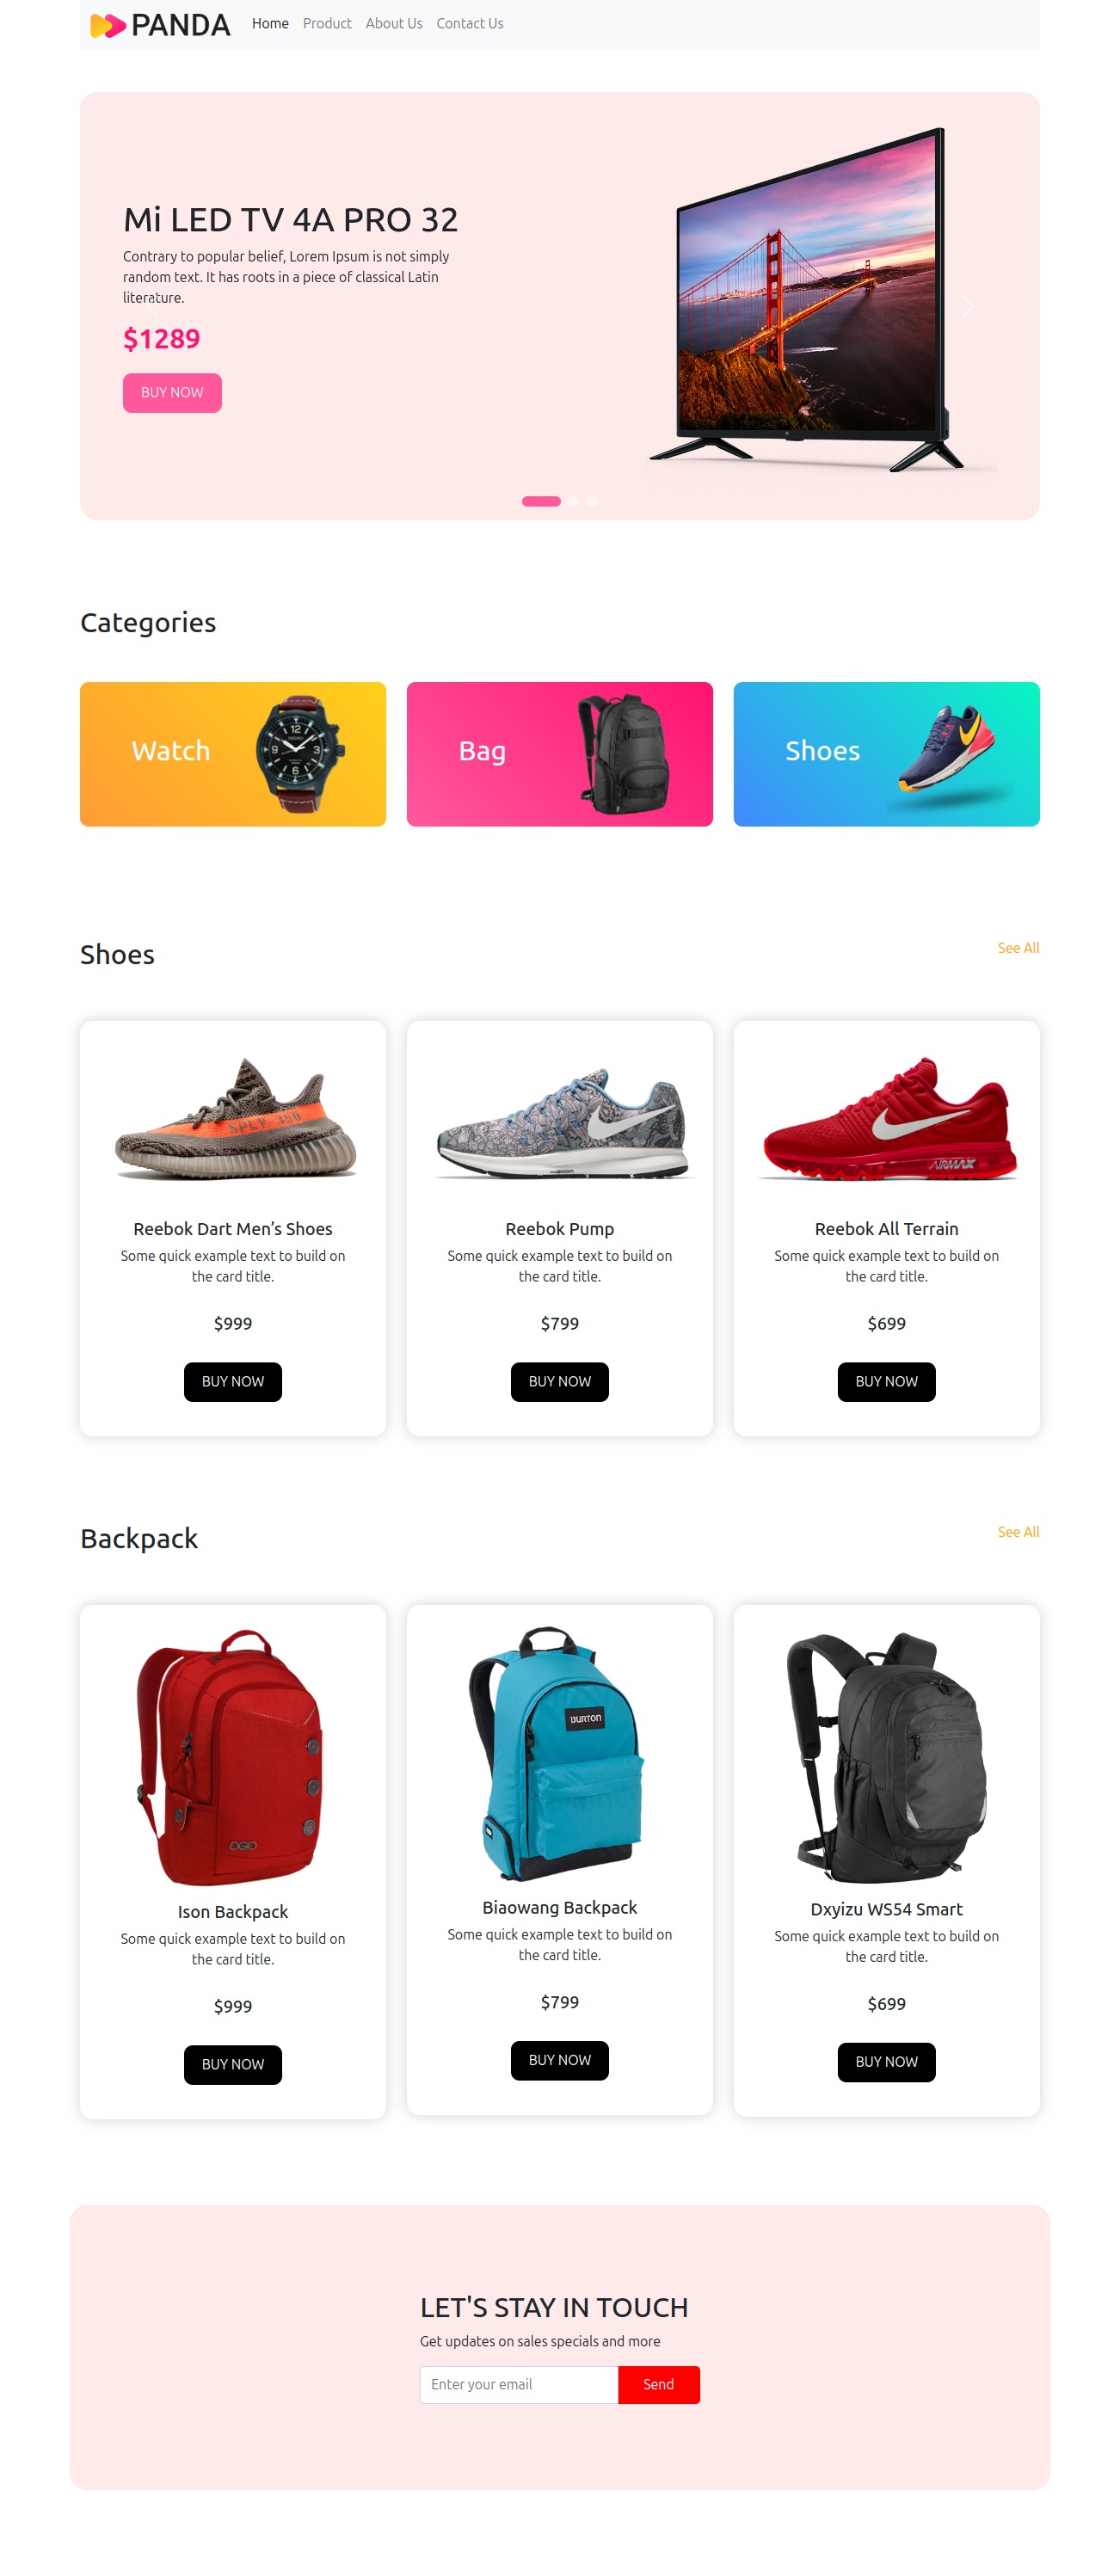 PANDA
Home Product About Us Contact Us
Mi LED TV 4A PRO 32
Contrary to popular belief, Lorem Ipsum is not simply
random text. It has roots in a piece of classical Latin
literature.
$1289
BUY NOW
Categories
Watch
Bag
Shoes
Shoes
See All
SPLY 350
ZOOM
AIRMAX
Reebok Dart Men’s Shoes
Some quick example text to build on
the card title.
$999
BUY NOW
Reebok Pump
Some quick example text to build on
the card title.
$799
BUY NOW
Reebok All Terrain
Some quick example text to build on
the card title.
$699
BUY NOW
Backpack
See All
OGIO
BURTON
Ison Backpack
Some quick example text to build on
the card title.
$999
BUY NOW
Biaowang Backpack
Some quick example text to build on
the card title.
$799
BUY NOW
Dxyizu WS54 Smart
Some quick example text to build on
the card title.
$699
BUY NOW
LET'S STAY IN TOUCH
Get updates on sales specials and more
Enter your email
Send